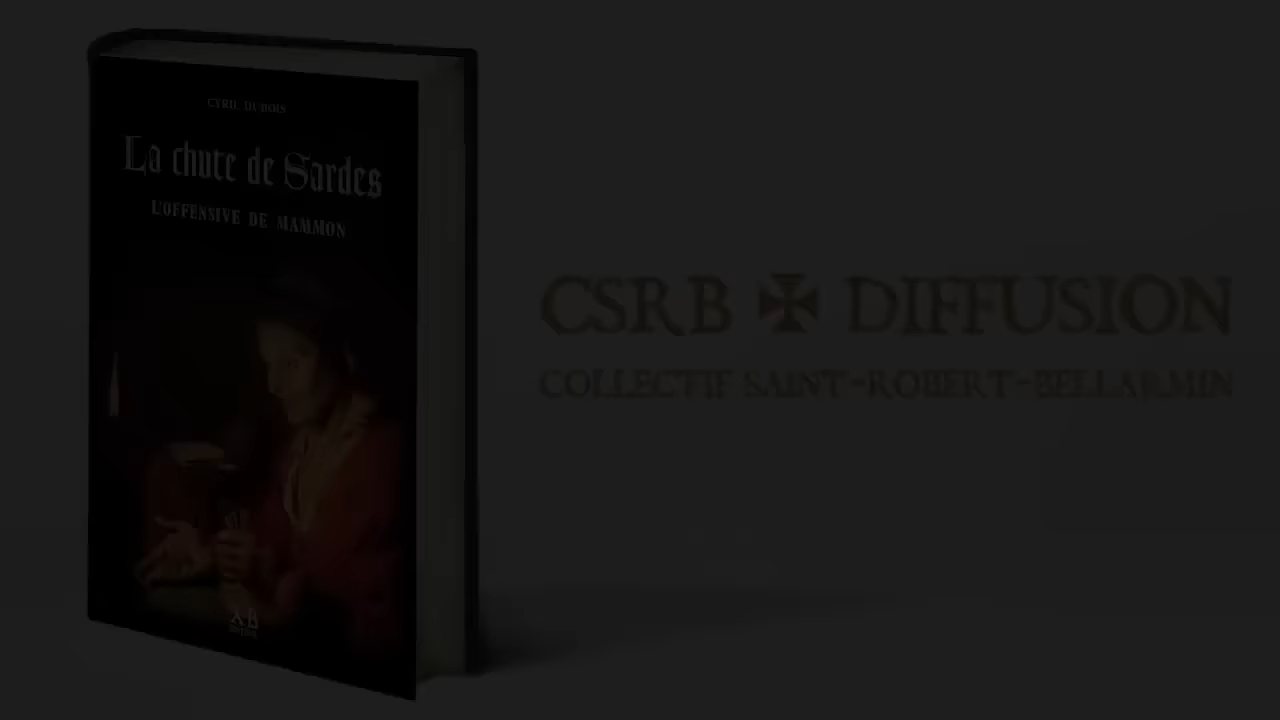 CYRIL DUBOIS
La chute de Sardes
L'OFFENSIVE DE MAMMON
CSRB ✠ DIFFUSION
COLLECTIF SAINT-ROBERT-BELLARMIN